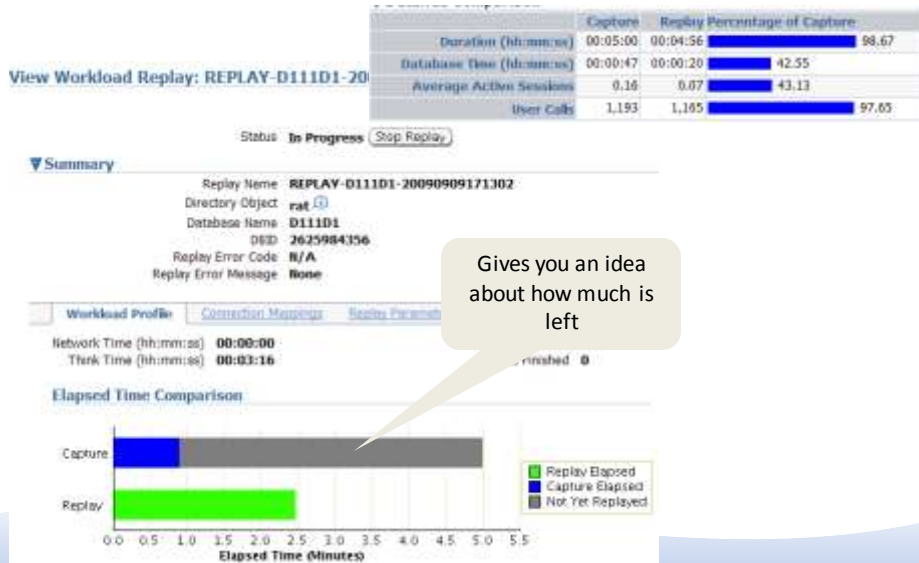 Comparison
Capture Replay Percentage of Capture
Duration (hh:mm:ss) 00:05:00 00:04:56 98.67
Database Time (hh:mm:ss) 00:00:47 00:00:20 42.55
Average Active Sessions 0.16 0.07 43.13
User Calls 1,193 1,165 97.65
View Workload Replay: REPLAY-D111D1-20
Status In Progress Stop Replay
Summary
Replay Name REPLAY-D111D1-20090909171302
Directory Object rat
Database Name D111D1
DBID 2625984356
Replay Error Code N/A
Replay Error Message None
Gives you an idea
about how much is
left
Workload Profile Connection Mappings Replay
Network Time (hh:mm:ss) 00:00:00
Think Time (hh:mm:ss) 00:03:16
Finished 0
Elapsed Time Comparison
Capture
Replay
Replay Elapsed
Capture Elapsed
Not Yet Replayed
0.0 0.5 1.0 1.5 2.0 2.5 3.0 3.5 4.0 4.5 5.0 5.5
Elapsed Time (Minutes)